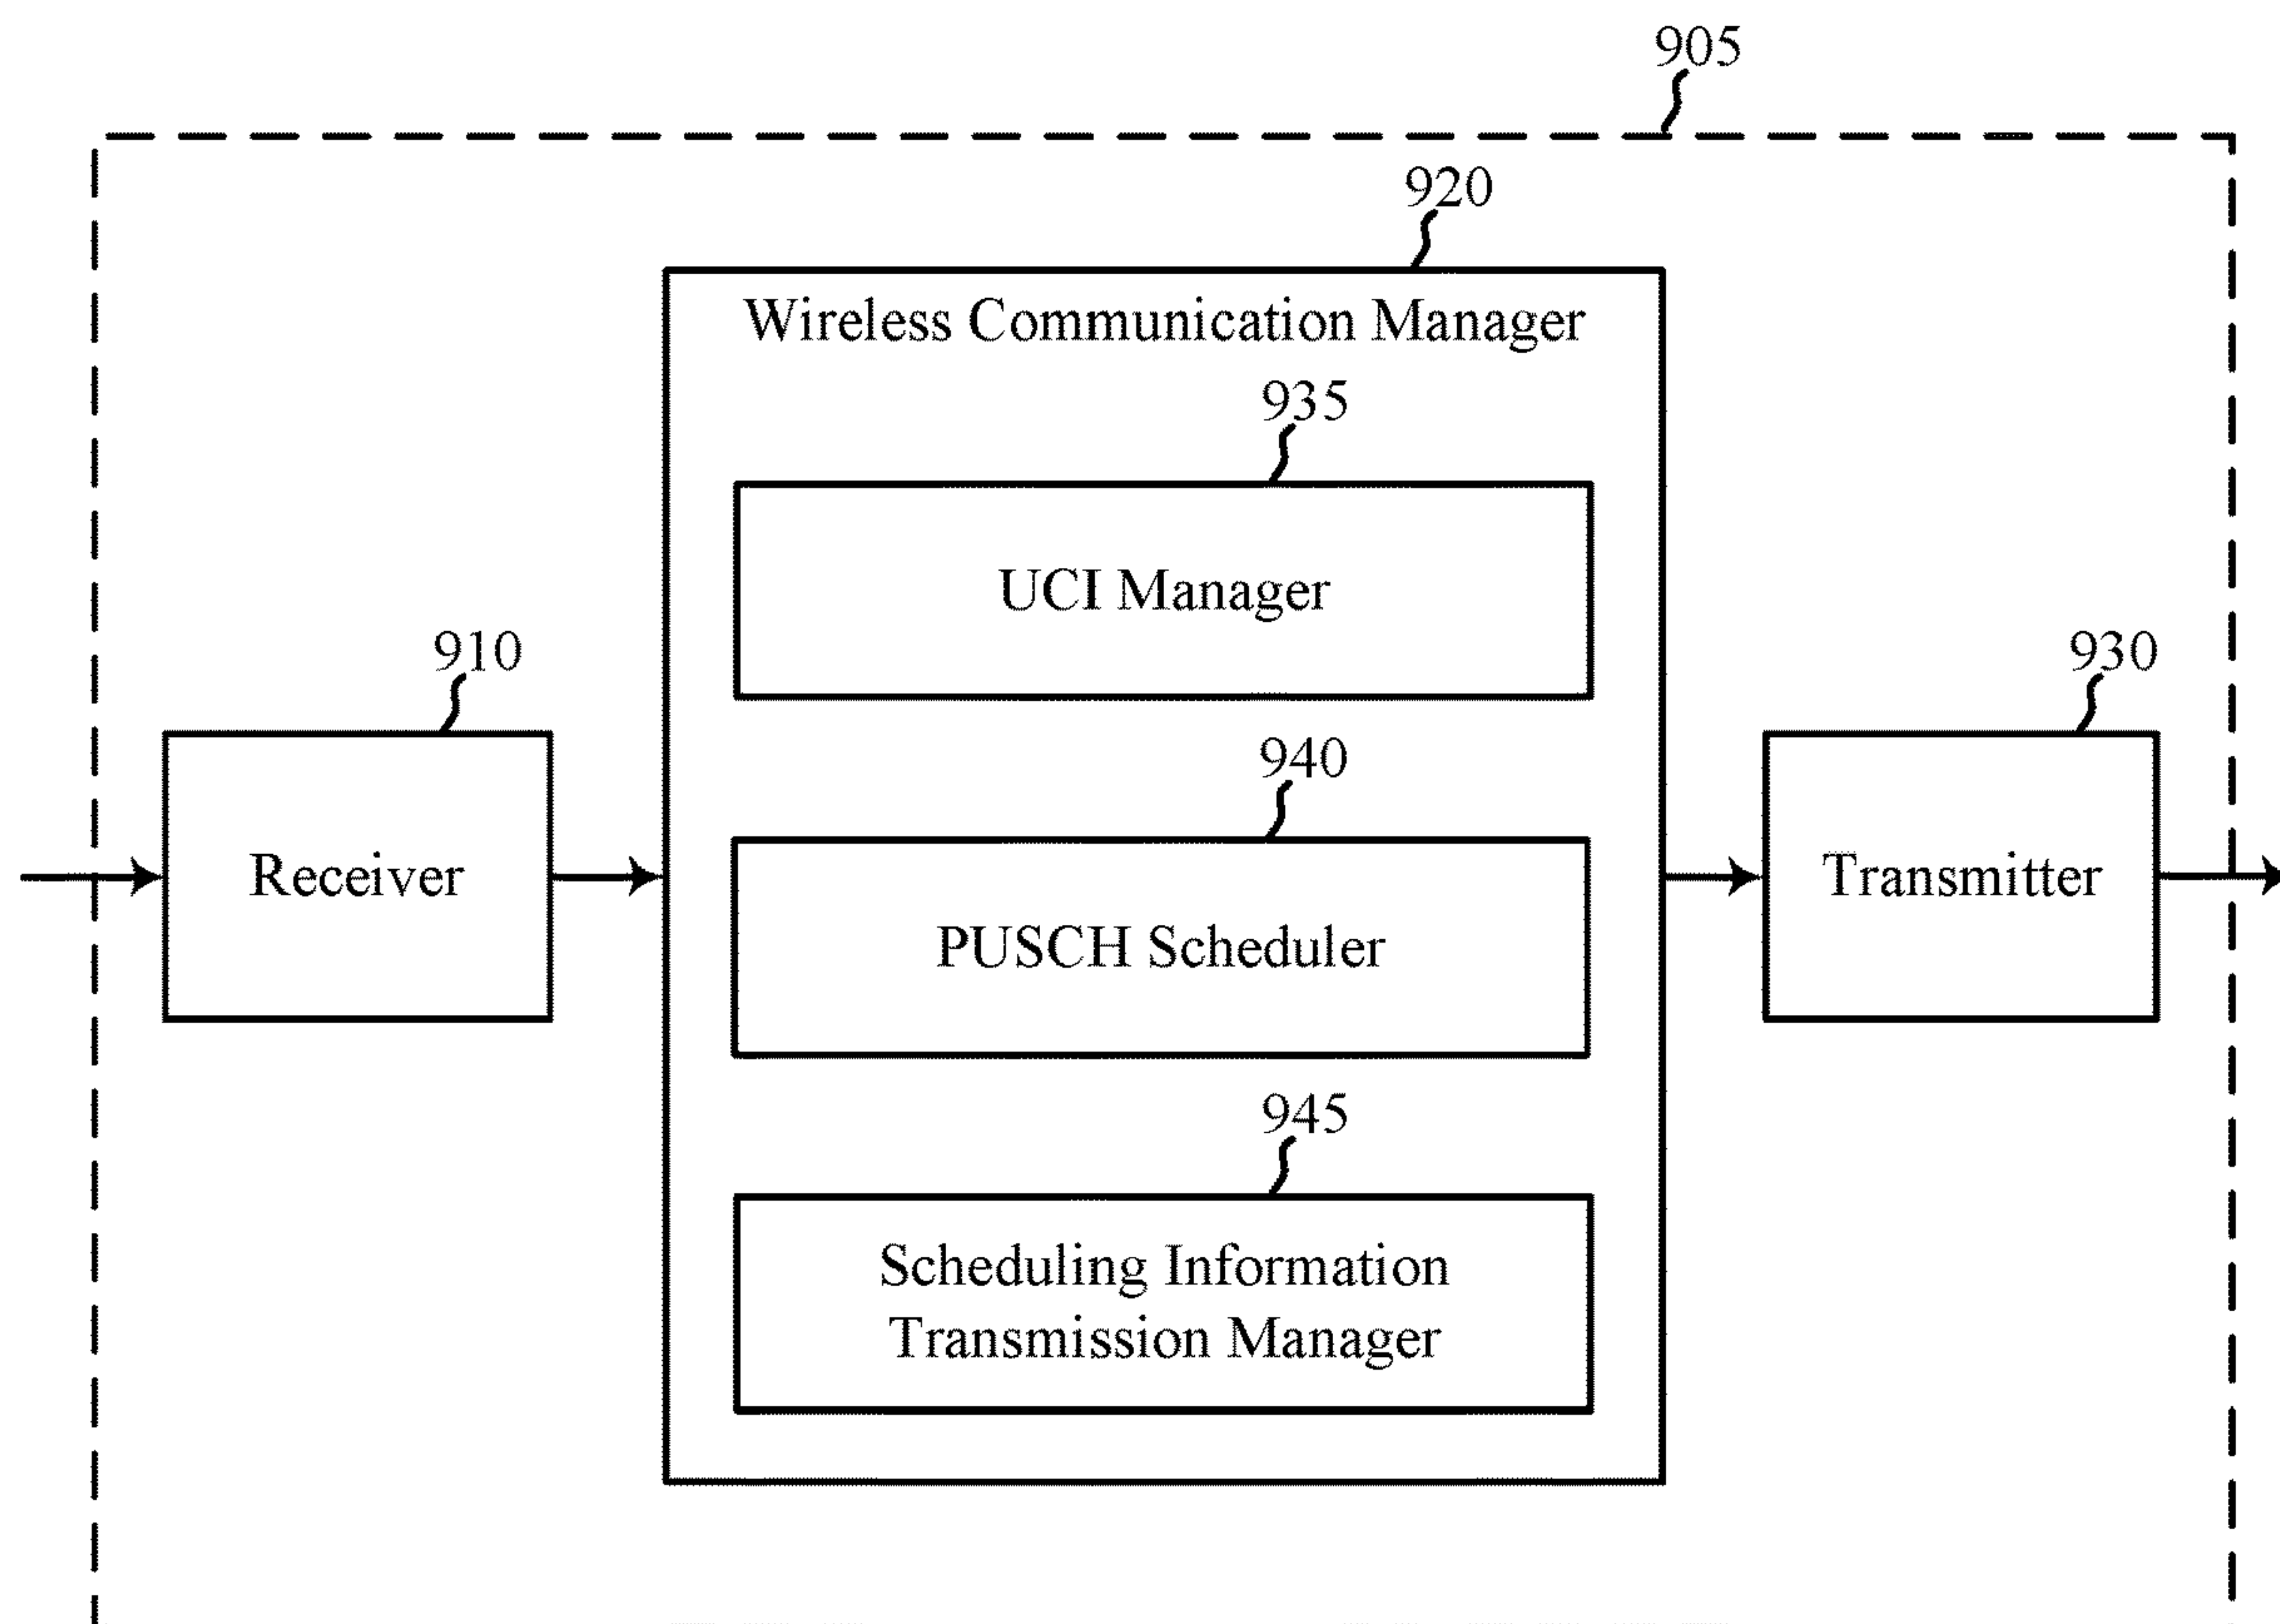 905
920
Wireless Communication Manager
935
UCI Manager
910
930
940
Receiver
Transmitter
PUSCH Scheduler
945
Scheduling Information
Transmission Manager